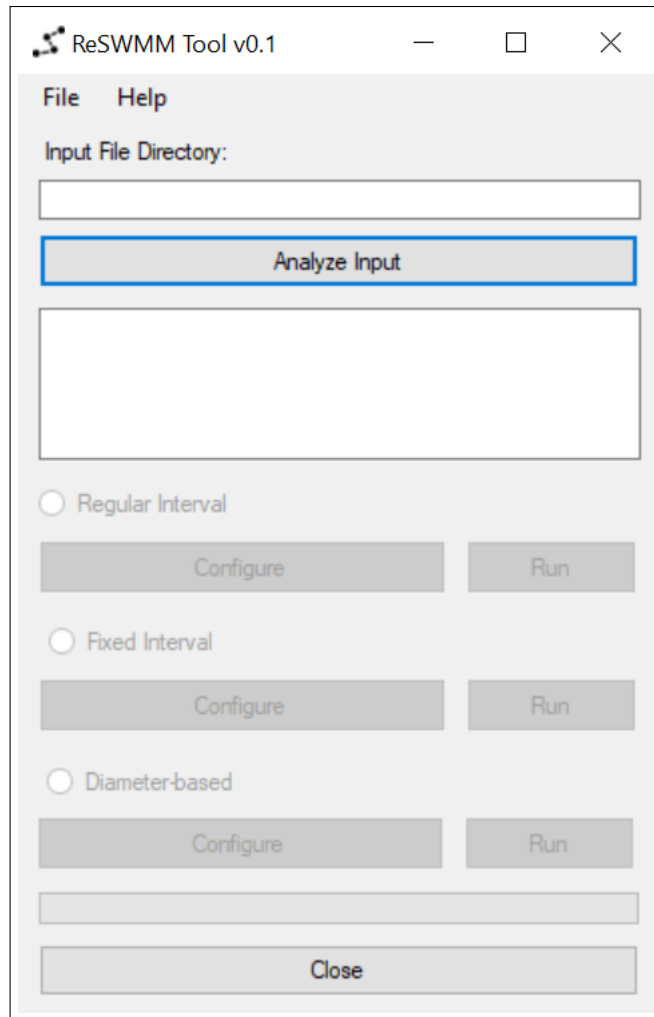 ReSWMM Tool v0.1
File Help
Input File Directory:
Analyze Input
Regular Interval
Configure Run
Fixed Interval
Configure Run
Diameter-based
Configure Run
Close